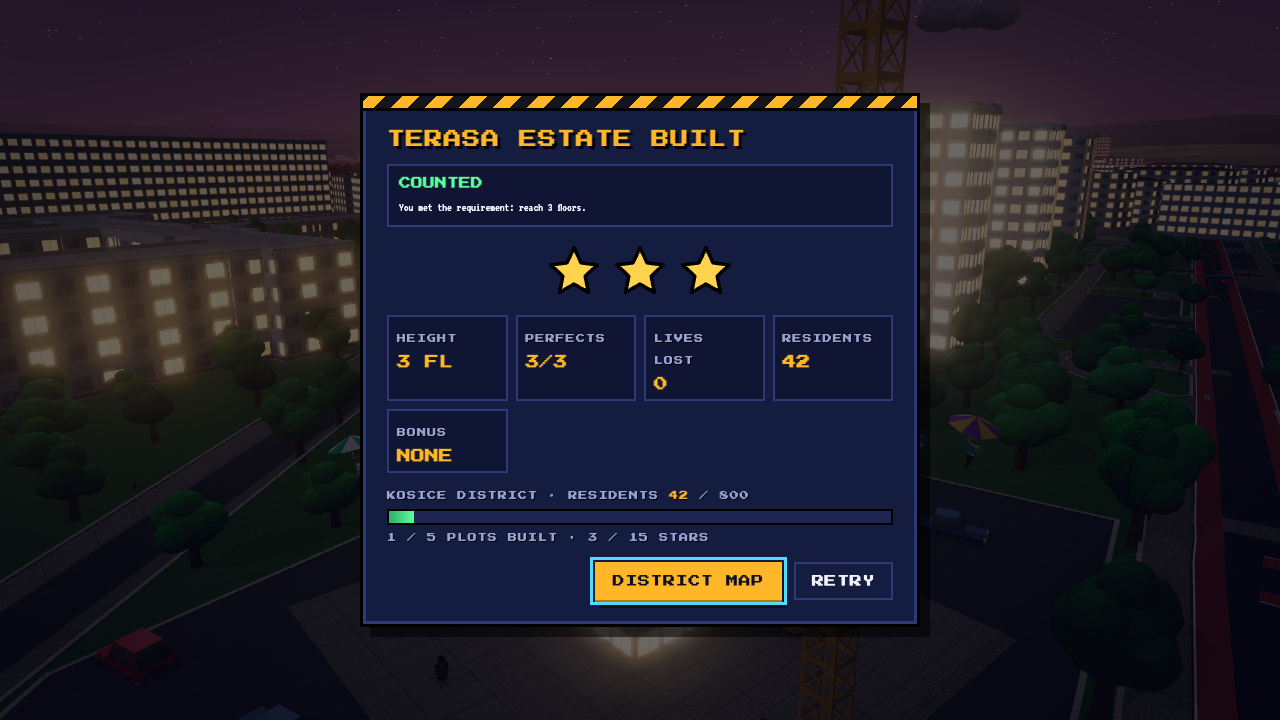 TERASA ESTATE BUILT
COUNTED
You met the requirement: reach 3 floors.
HEIGHT
3 FL
PERFECTS
3/3
LIVES
LOST
0
RESIDENTS
42
BONUS
NONE
KOSICE DISTRICT · RESIDENTS 42 / 800
1 / 5 PLOTS BUILT · 3 / 15 STARS
DISTRICT MAP
RETRY